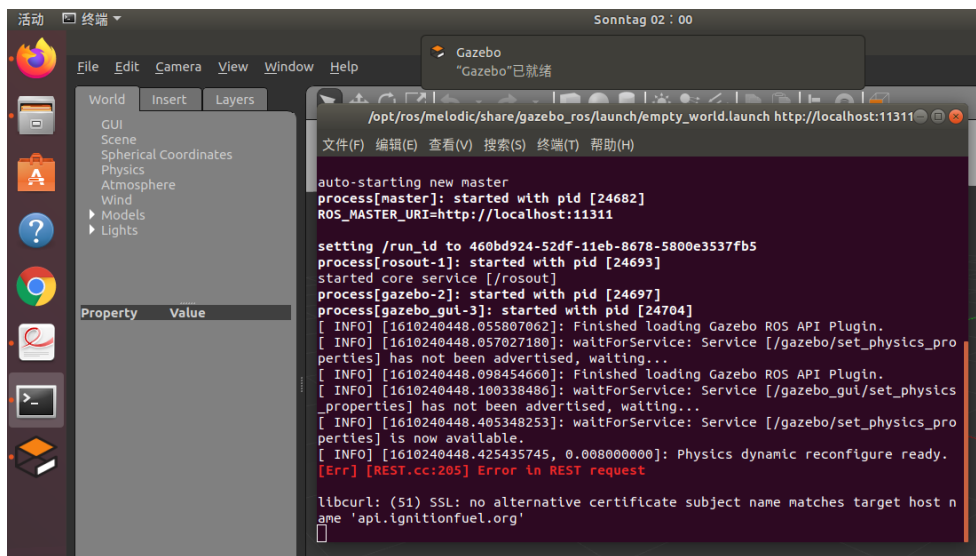 活动
终端
Sonntag 02：00
Gazebo
“Gazebo”已就绪
File Edit Camera View Window Help
World Insert Layers
GUI
Scene
Spherical Coordinates
Physics
Atmosphere
Wind
Models
Lights
Property Value
/opt/ros/melodic/share/gazebo_ros/launch/empty_world.launch http://localhost:11311
文件(F) 编辑(E) 查看(V) 搜索(S) 终端(T) 帮助(H)
auto-starting new master
process[master]: started with pid [24682]
ROS_MASTER_URI=http://localhost:11311
setting /run_id to 460bd924-52df-11eb-8678-5800e3537fb5
process[rosout-1]: started with pid [24693]
started core service [/rosout]
process[gazebo-2]: started with pid [24697]
process[gazebo_gui-3]: started with pid [24704]
[ INFO] [1610240448.055807062]: Finished loading Gazebo ROS API Plugin.
[ INFO] [1610240448.057027180]: waitForService: Service [/gazebo/set_physics_pro
perties] has not been advertised, waiting...
[ INFO] [1610240448.098454660]: Finished loading Gazebo ROS API Plugin.
[ INFO] [1610240448.100338486]: waitForService: Service [/gazebo_gui/set_physics
_properties] has not been advertised, waiting...
[ INFO] [1610240448.405348253]: waitForService: Service [/gazebo/set_physics_pro
perties] is now available.
[ INFO] [1610240448.425435745, 0.008000000]: Physics dynamic reconfigure ready.
[Err] [REST.cc:205] Error in REST request
libcurl: (51) SSL: no alternative certificate subject name matches target host n
ame 'api.ignitionfuel.org'